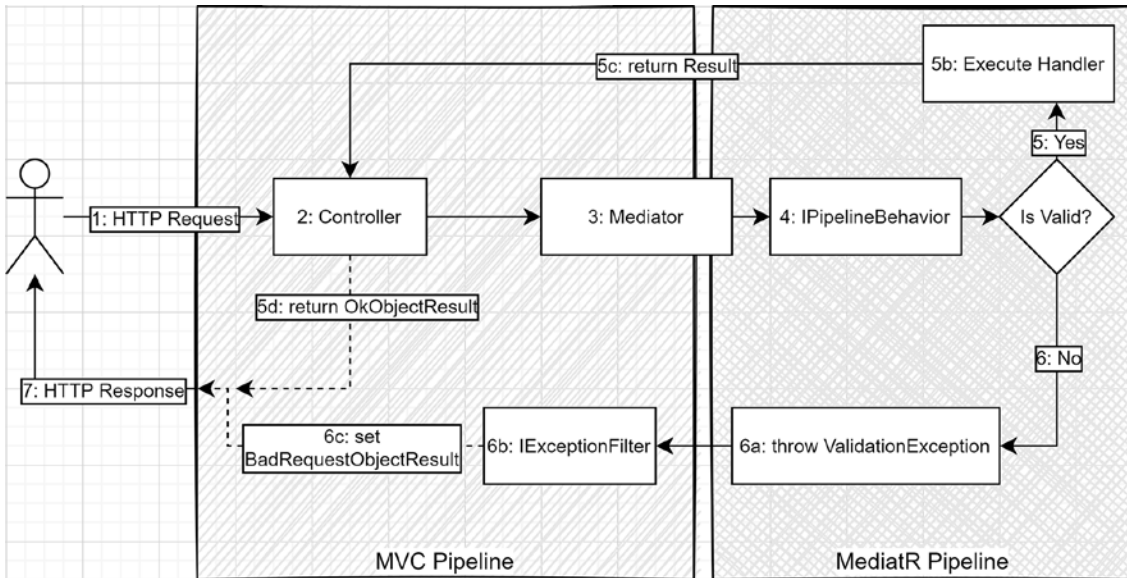 5c: return Result
5b: Execute Handler
5: Yes
1: HTTP Request
2: Controller
3: Mediator
4: IPipelineBehavior
Is Valid?
5d: return OkObjectResult
6: No
7: HTTP Response
6c: set
BadRequestObjectResult
6b: IExceptionFilter
6a: throw ValidationException
MVC Pipeline
MediatR Pipeline